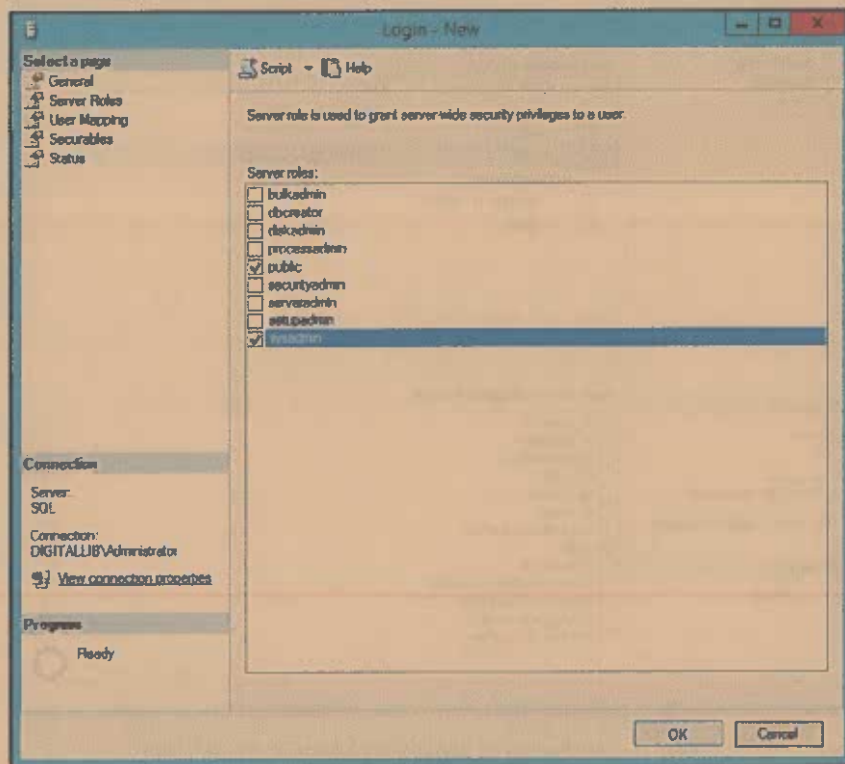 Login - New
Select a page
General
Server Roles
User Mapping
Securables
Status
Script Help
Server role is used to grant server-wide security privileges to a user.
Server roles:
bulkadmin
dbcreator
diskadmin
processadmin
public
securityadmin
serveradmin
setupadmin
sysadmin
Connection
Server:
SQL
Connection:
DIGITALLIB\Administrator
View connection properties
Progress
Ready
OK Cancel